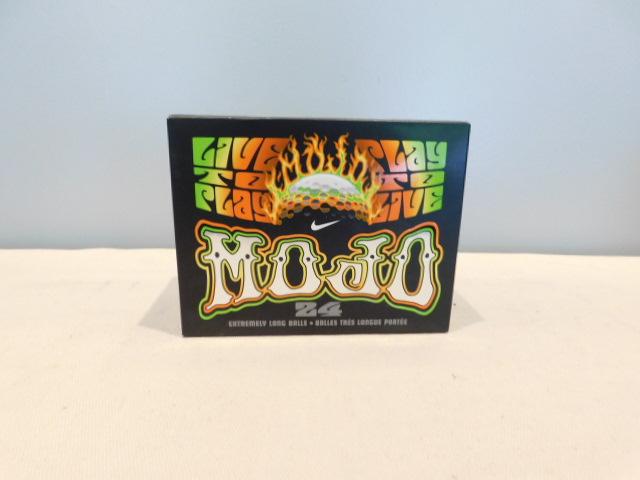 LIVE TO PLAY
MOJO
PLAY TO LIVE
MOJO
24
EXTREMELY LONG BALLS • BALLES TRÈS LONGUE PORTÉE